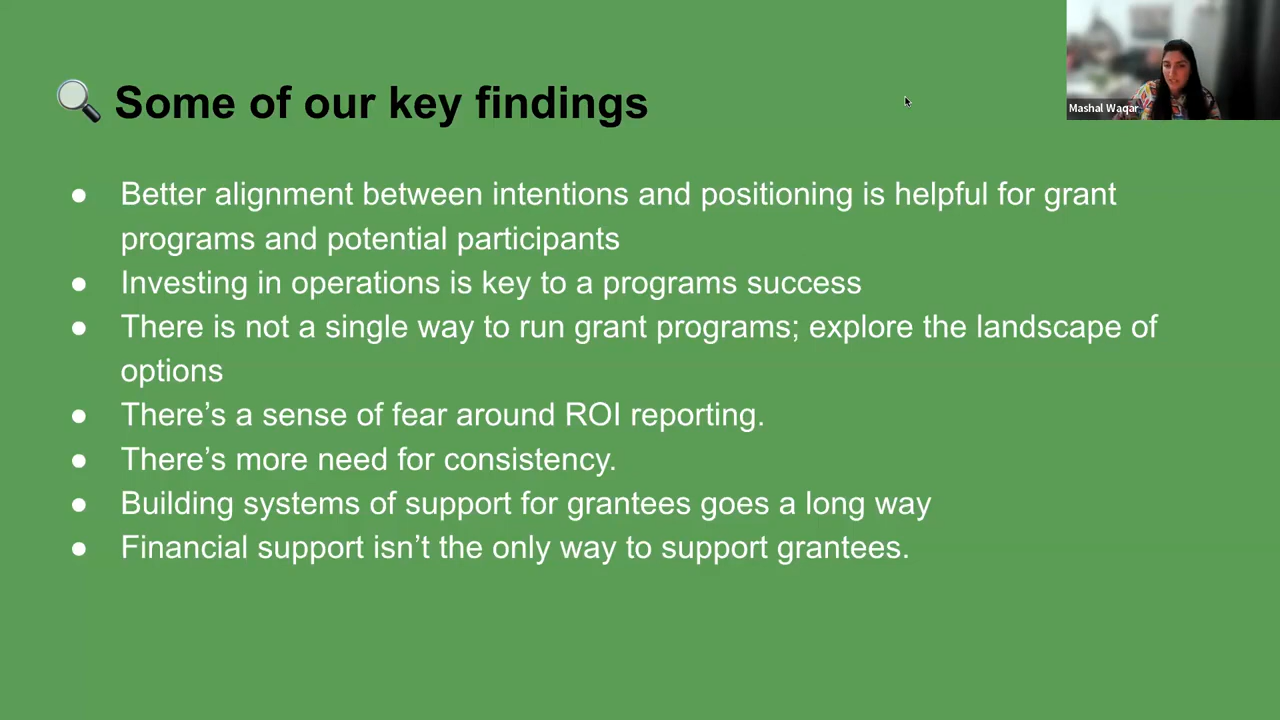 Some of our key findings
Mashal Waqar
● Better alignment between intentions and positioning is helpful for grant
programs and potential participants
● Investing in operations is key to a programs success
● There is not a single way to run grant programs; explore the landscape of
options
● There’s a sense of fear around ROI reporting.
● There’s more need for consistency.
● Building systems of support for grantees goes a long way
● Financial support isn’t the only way to support grantees.